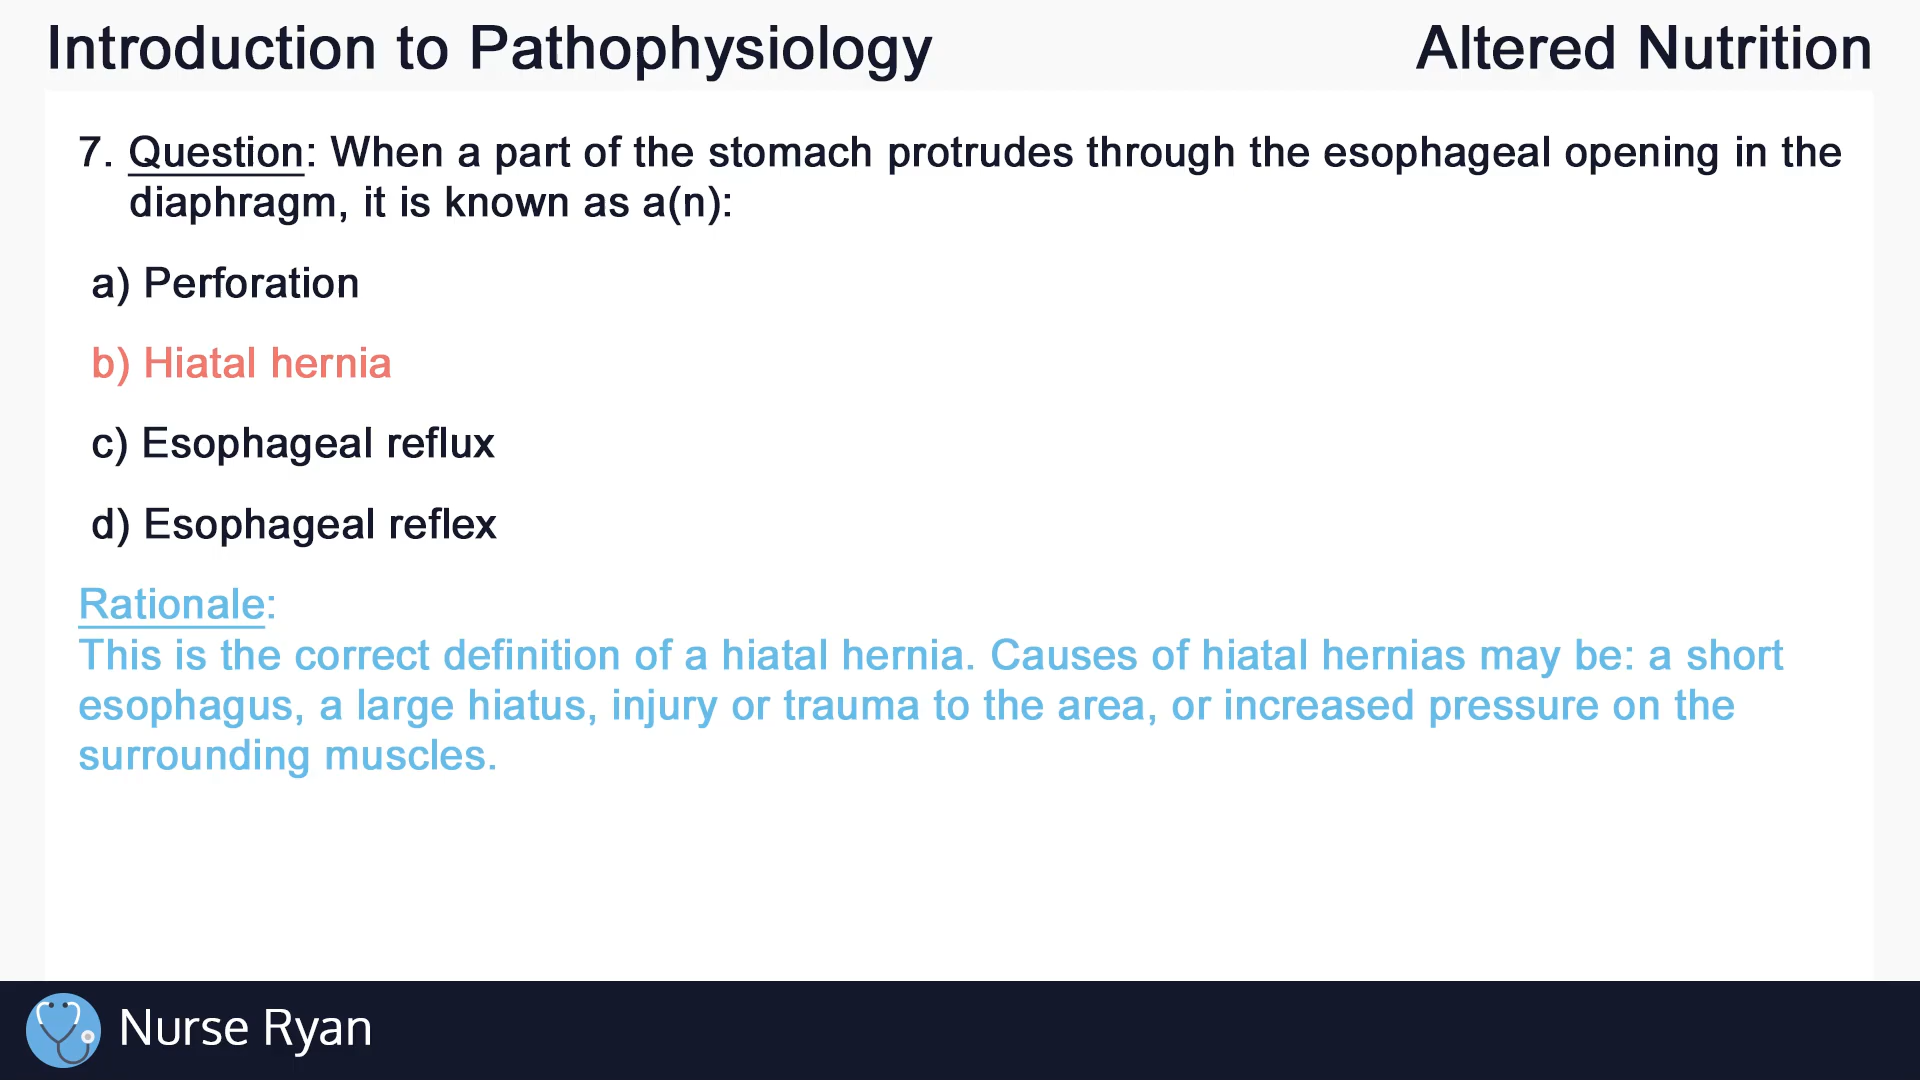 Introduction to Pathophysiology
Altered Nutrition
7. Question: When a part of the stomach protrudes through the esophageal opening in the
diaphragm, it is known as a(n):
a) Perforation
b) Hiatal hernia
c) Esophageal reflux
d) Esophageal reflex
Rationale:
This is the correct definition of a hiatal hernia. Causes of hiatal hernias may be: a short
esophagus, a large hiatus, injury or trauma to the area, or increased pressure on the
surrounding muscles.
Nurse Ryan